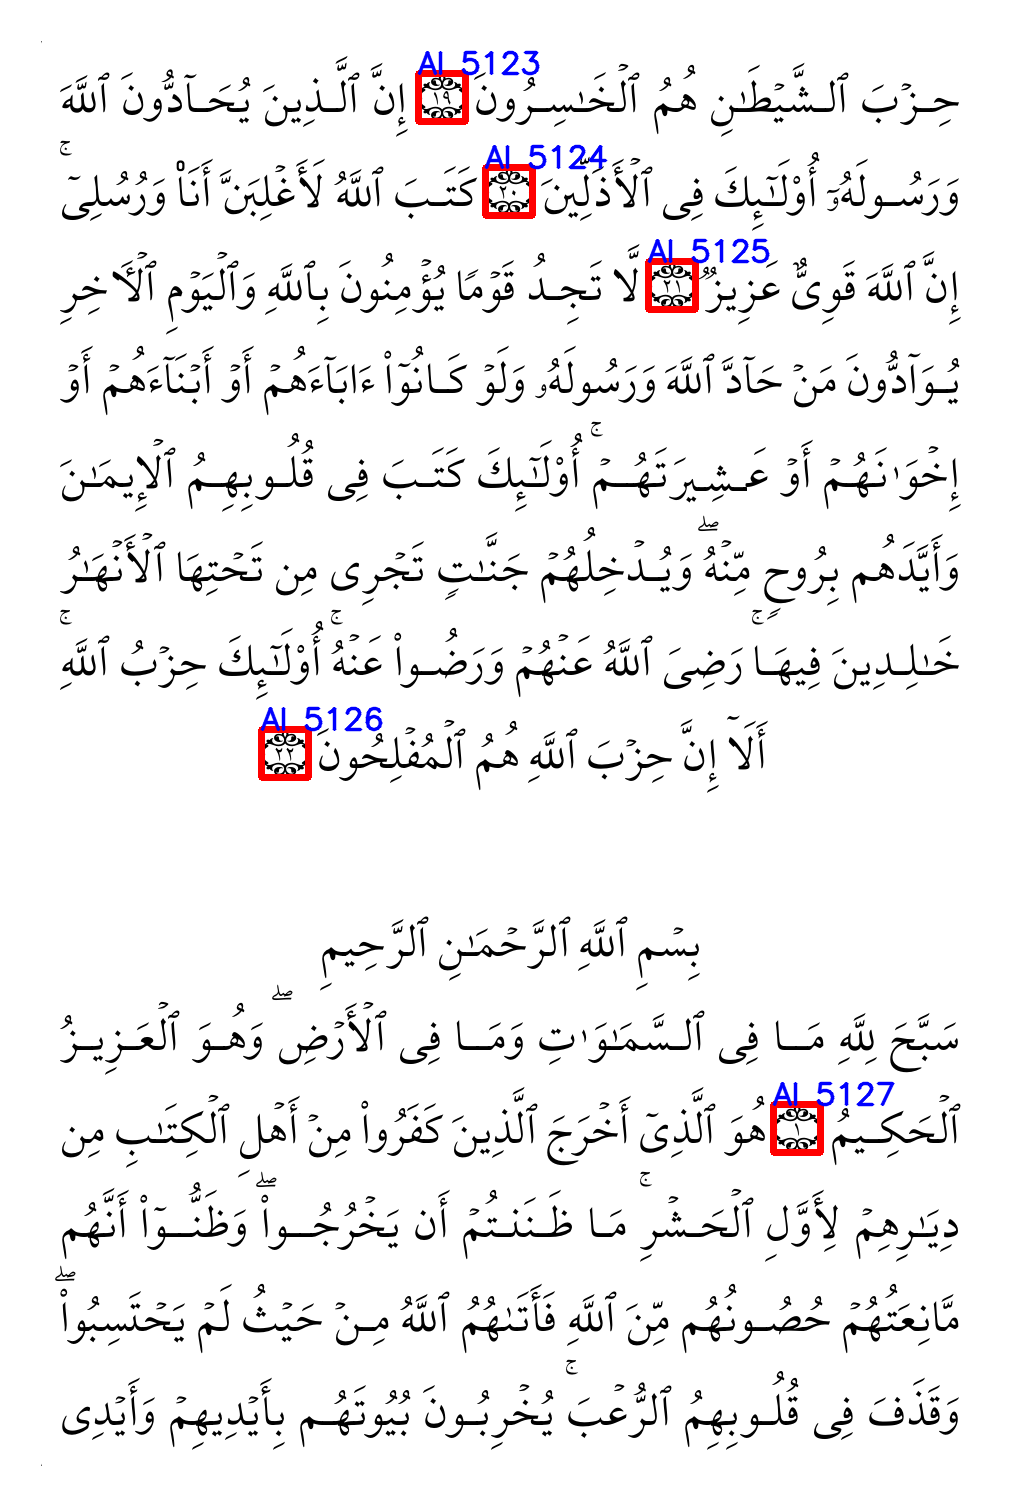 AI_5123
حِزْبَ ٱلشَّيْطَٰنِ هُمُ ٱلْخَٰسِرُونَ ١٩ إِنَّ ٱلَّذِينَ يُحَآدُّونَ ٱللَّهَ
AI_5124
وَرَسُولَهُۥٓ أُو۟لَٰٓئِكَ فِى ٱلْأَذَلِّينَ ٢٠ كَتَبَ ٱللَّهُ لَأَغْلِبَنَّ أَنَا۠ وَرُسُلِىٓ ۚ
AI_5125
إِنَّ ٱللَّهَ قَوِىٌّ عَزِيزٌ ٢١ لَّا تَجِدُ قَوْمًا يُؤْمِنُونَ بِٱللَّهِ وَٱلْيَوْمِ ٱلْـَٔاخِرِ
يُوَآدُّونَ مَنْ حَآدَّ ٱللَّهَ وَرَسُولَهُۥ وَلَوْ كَانُوٓا۟ ءَابَآءَهُمْ أَوْ أَبْنَآءَهُمْ أَوْ
إِخْوَٰنَهُمْ أَوْ عَشِيرَتَهُمْ ۚ أُو۟لَٰٓئِكَ كَتَبَ فِى قُلُوبِهِمُ ٱلْإِيمَٰنَ
وَأَيَّدَهُم بِرُوحٍ مِّنْهُ ۖ وَيُدْخِلُهُمْ جَنَّٰتٍ تَجْرِى مِن تَحْتِهَا ٱلْأَنْهَٰرُ
خَٰلِدِينَ فِيهَا ۚ رَضِىَ ٱللَّهُ عَنْهُمْ وَرَضُوا۟ عَنْهُ ۚ أُو۟لَٰٓئِكَ حِزْبُ ٱللَّهِ ۚ
AI_5126
أَلَآ إِنَّ حِزْبَ ٱللَّهِ هُمُ ٱلْمُفْلِحُونَ ٢٢
بِسْمِ ٱللَّهِ ٱلرَّحْمَٰنِ ٱلرَّحِيمِ
سَبَّحَ لِلَّهِ مَا فِى ٱلسَّمَٰوَٰتِ وَمَا فِى ٱلْأَرْضِ ۖ وَهُوَ ٱلْعَزِيزُ
AI_5127
ٱلْحَكِيمُ ١ هُوَ ٱلَّذِىٓ أَخْرَجَ ٱلَّذِينَ كَفَرُوا۟ مِنْ أَهْلِ ٱلْكِتَٰبِ مِن
دِيَٰرِهِمْ لِأَوَّلِ ٱلْحَشْرِ ۚ مَا ظَنَنتُمْ أَن يَخْرُجُوا۟ ۖ وَظَنُّوٓا۟ أَنَّهُم
مَّانِعَتُهُمْ حُصُونُهُم مِّنَ ٱللَّهِ فَأَتَىٰهُمُ ٱللَّهُ مِنْ حَيْثُ لَمْ يَحْتَسِبُوا۟ ۖ
وَقَذَفَ فِى قُلُوبِهِمُ ٱلرُّعْبَ ۚ يُخْرِبُونَ بُيُوتَهُم بِأَيْدِيهِمْ وَأَيْدِى